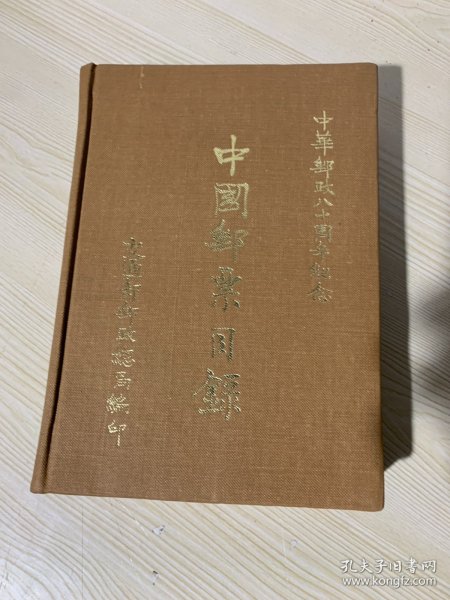 中華郵政八十周年紀念
中國郵票目錄
交通部郵政總局編印
孔夫子旧书网
www.kongfz.com